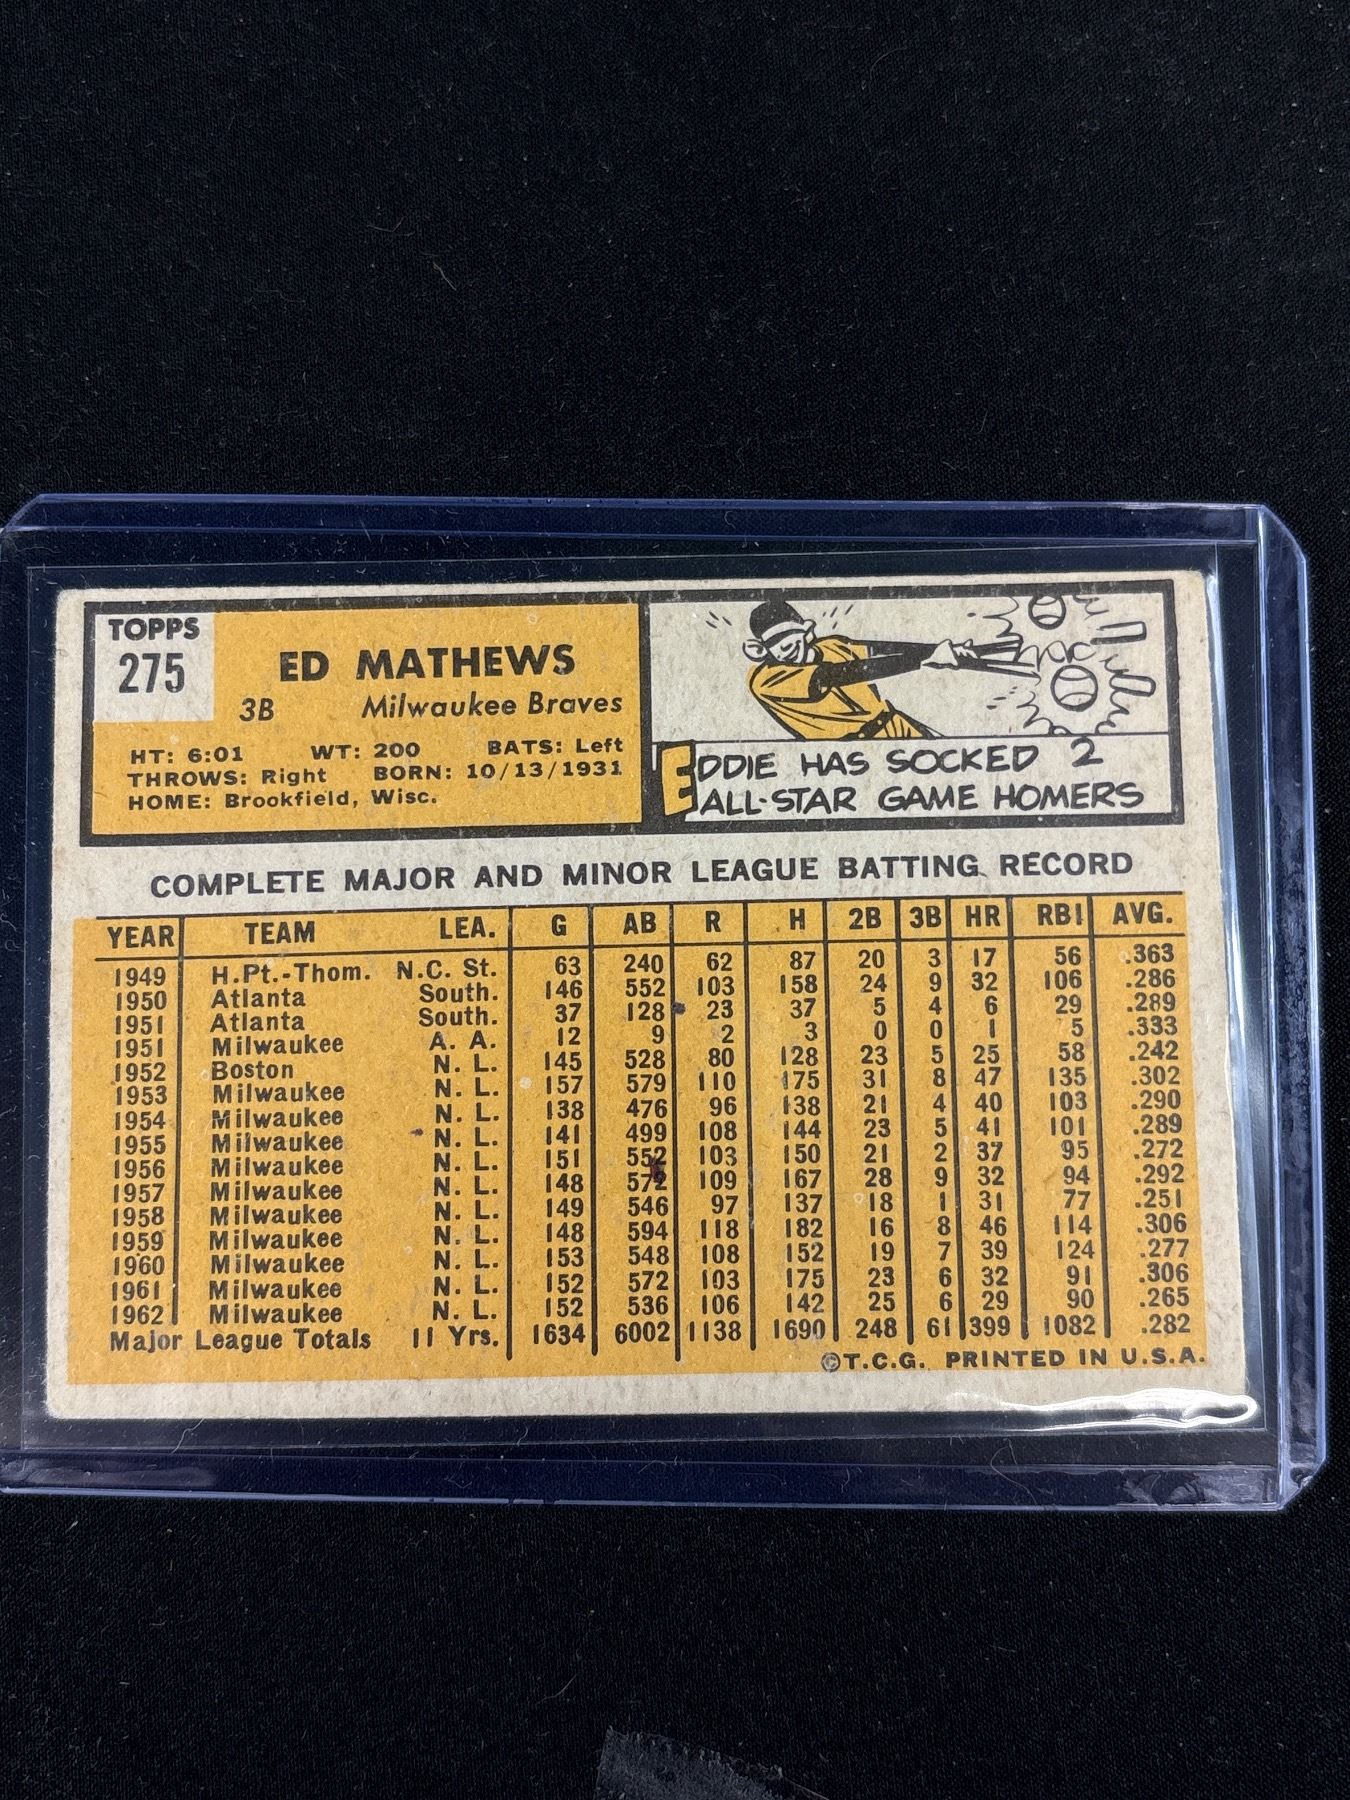 TOPPS
275
ED MATHEWS
3B Milwaukee Braves
HT: 6:01 WT: 200 BATS: Left
THROWS: Right BORN: 10/13/1931
HOME: Brookfield, Wisc.
EDDIE HAS SOCKED 2
ALL-STAR GAME HOMERS
COMPLETE MAJOR AND MINOR LEAGUE BATTING RECORD
YEAR TEAM LEA. G AB R H 2B 3B HR RBI AVG.
1949 H.Pt.-Thom. N.C. St. 63 240 62 87 20 3 17 56 .363
1950 Atlanta South. 146 552 103 158 24 9 32 106 .286
1951 Atlanta South. 37 128 23 37 5 4 6 29 .289
1951 Milwaukee A. A. 12 9 2 3 0 0 1 5 .333
1952 Boston N. L. 145 528 80 128 23 5 25 58 .242
1953 Milwaukee N. L. 157 579 110 175 31 8 47 135 .302
1954 Milwaukee N. L. 138 476 96 138 21 4 40 103 .290
1955 Milwaukee N. L. 141 499 108 144 23 5 41 101 .289
1956 Milwaukee N. L. 151 552 103 150 21 2 37 95 .272
1957 Milwaukee N. L. 148 572 109 167 28 9 32 94 .292
1958 Milwaukee N. L. 149 546 97 137 18 1 31 77 .251
1959 Milwaukee N. L. 148 594 118 182 16 8 46 114 .306
1960 Milwaukee N. L. 153 548 108 152 19 7 39 124 .277
1961 Milwaukee N. L. 152 572 103 175 23 6 32 91 .306
1962 Milwaukee N. L. 152 536 106 142 25 6 29 90 .265
Major League Totals 11 Yrs. 1634 6002 1138 1690 248 61 399 1082 .282
©T.C.G. PRINTED IN U.S.A.